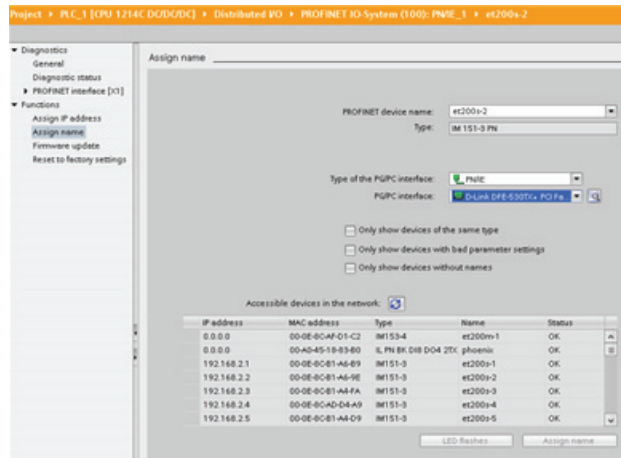 Project ▸ PLC_1 [CPU 1214C DC/DC/DC] ▸ Distributed I/O ▸ PROFINET IO-System (100): PN/IE_1 ▸ et200s-2
Diagnostics
General
Diagnostic status
PROFINET interface [X1]
Functions
Assign IP address
Assign name
Firmware update
Reset to factory settings
Assign name
PROFINET device name: et200s-2
Type: IM 151-3 PN
Type of the PG/PC interface: PN/IE
PG/PC interface: D-Link DFE-530TX+ PCI Fa...
Only show devices of the same type
Only show devices with bad parameter settings
Only show devices without names
Accessible devices in the network:
IP address MAC address Type Name Status
0.0.0.0 00-0E-8C-AF-D1-C2 IM153-4 et200m-1 OK
0.0.0.0 00-A0-45-18-83-B0 IL PN BK DI8 DO4 2TX phoenix OK
192.168.2.1 00-0E-8C-B1-A6-B9 IM151-3 et200s-1 OK
192.168.2.2 00-0E-8C-B1-A6-9E IM151-3 et200s-2 OK
192.168.2.3 00-0E-8C-B1-A4-FA IM151-3 et200s-3 OK
192.168.2.4 00-0E-8C-AD-D4-A9 IM151-3 et200s-4 OK
192.168.2.5 00-0E-8C-B1-A4-D9 IM151-3 et200s-5 OK
LED flashes Assign name